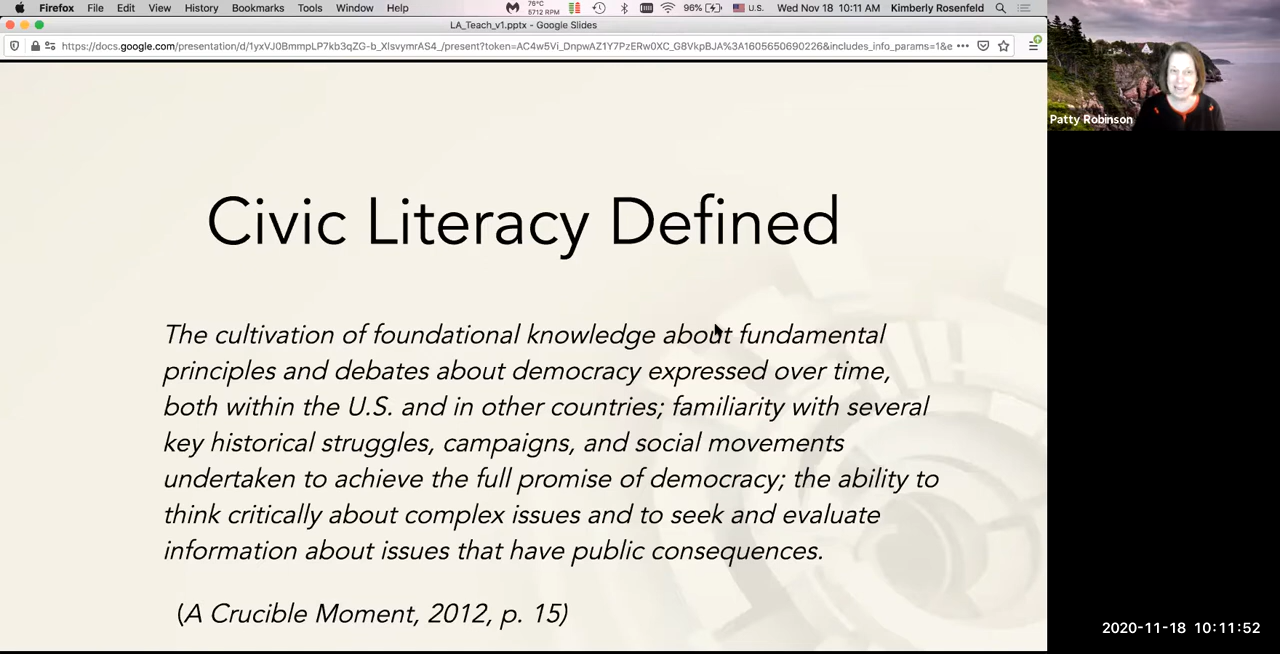 Firefox File Edit View History Bookmarks Tools Window Help 76°C 5712 RPM 96% U.S. Wed Nov 18 10:11 AM Kimberly Rosenfeld
LA_Teach_v1.pptx - Google Slides
Patty Robinson
Civic Literacy Defined
The cultivation of foundational knowledge about fundamental
principles and debates about democracy expressed over time,
both within the U.S. and in other countries; familiarity with several
key historical struggles, campaigns, and social movements
undertaken to achieve the full promise of democracy; the ability to
think critically about complex issues and to seek and evaluate
information about issues that have public consequences.
(A Crucible Moment, 2012, p. 15)
2020-11-18 10:11:52